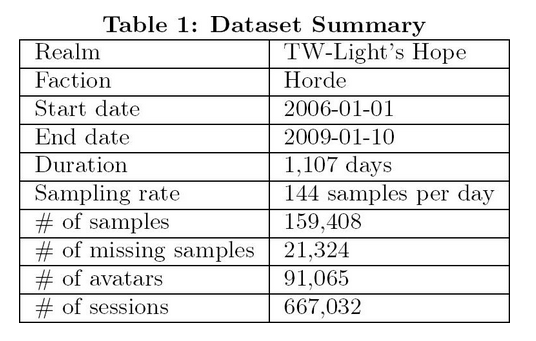 Table 1: Dataset Summary
Realm TW-Light's Hope
Faction Horde
Start date 2006-01-01
End date 2009-01-10
Duration 1,107 days
Sampling rate 144 samples per day
# of samples 159,408
# of missing samples 21,324
# of avatars 91,065
# of sessions 667,032